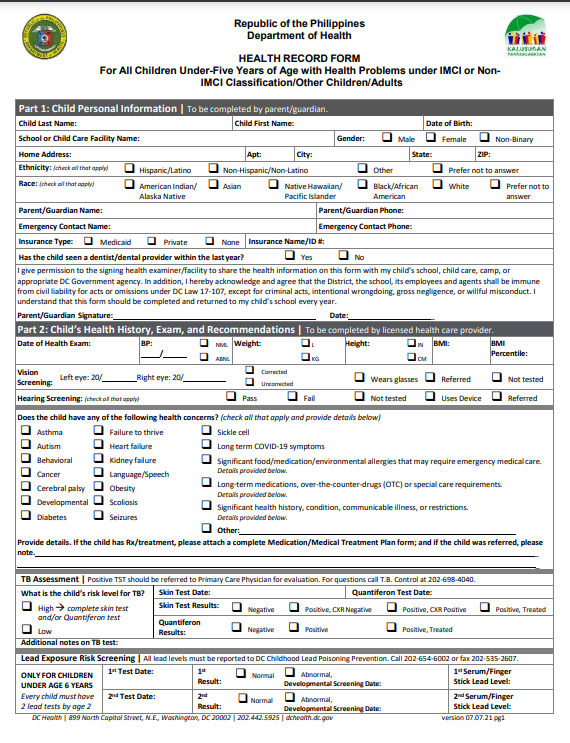 Republic of the Philippines
Department of Health
KALUSUGAN
PANGKALAHATAN
HEALTH RECORD FORM
For All Children Under-Five Years of Age with Health Problems under IMCI or Non-
IMCI Classification/Other Children/Adults
Part 1: Child Personal Information | To be completed by parent/guardian.
Child Last Name: Child First Name: Date of Birth:
School or Child Care Facility Name: Gender: Male Female Non-Binary
Home Address: Apt: City: State: ZIP:
Ethnicity: (check all that apply) Hispanic/Latino Non-Hispanic/Non-Latino Other Prefer not to answer
Race: (check all that apply) American Indian/ Asian Native Hawaiian/ Black/African White Prefer not to
Alaska Native Pacific Islander American answer
Parent/Guardian Name: Parent/Guardian Phone:
Emergency Contact Name: Emergency Contact Phone:
Insurance Type: Medicaid Private None Insurance Name/ID #:
Has the child seen a dentist/dental provider within the last year? Yes No
I give permission to the signing health examiner/facility to share the health information on this form with my child's school, child care, camp, or
appropriate DC Government agency. In addition, I hereby acknowledge and agree that the District, the school, its employees and agents shall be immune
from civil liability for acts or omissions under DC Law 17-107, except for criminal acts, intentional wrongdoing, gross negligence, or willful misconduct. I
understand that this form should be completed and returned to my child's school every year.
Parent/Guardian Signature: Date:
Part 2: Child's Health History, Exam, and Recommendations | To be completed by licensed health care provider.
Date of Health Exam: BP: NML Weight: L Height: IN BMI: BMI
____/____ ABNL KG CM Percentile:
Vision Left eye: 20/______ Right eye: 20/______ Corrected Wears glasses Referred Not tested
Screening: Uncorrected
Hearing Screening: (check all that apply) Pass Fail Not tested Uses Device Referred
Does the child have any of the following health concerns? (check all that apply and provide details below)
Asthma Failure to thrive Sickle cell
Autism Heart failure Long term COVID-19 symptoms
Behavioral Kidney failure Significant food/medication/environmental allergies that may require emergency medical care.
Details provided below.
Cancer Language/Speech
Cerebral palsy Obesity Long-term medications, over-the-counter-drugs (OTC) or special care requirements.
Details provided below.
Developmental Scoliosis Significant health history, condition, communicable illness, or restrictions.
Details provided below.
Diabetes Seizures
Other:
Provide details. If the child has Rx/treatment, please attach a complete Medication/Medical Treatment Plan form; and if the child was referred, please
note.
TB Assessment | Positive TST should be referred to Primary Care Physician for evaluation. For questions call T.B. Control at 202-698-4040.
What is the child's risk level for TB? Skin Test Date: Quantiferon Test Date:
High → complete skin test Skin Test Results: Negative Positive, CXR Negative Positive, CXR Positive Positive, Treated
and/or Quantiferon test
Low Quantiferon Results: Negative Positive Positive, Treated
Additional notes on TB test:
Lead Exposure Risk Screening | All lead levels must be reported to DC Childhood Lead Poisoning Prevention. Call 202-654-6002 or fax 202-535-2607.
ONLY FOR CHILDREN 1st Test Date: 1st Result: Normal Abnormal, 1st Serum/Finger
UNDER AGE 6 YEARS Developmental Screening Date: Stick Lead Level:
Every child must have 2nd Test Date: 2nd Result: Normal Abnormal, 2nd Serum/Finger
2 lead tests by age 2 Developmental Screening Date: Stick Lead Level:
DC Health | 899 North Capitol Street, N.E., Washington, DC 20002 | 202.442.5925 | dchealth.dc.gov version 07.07.21 pg1